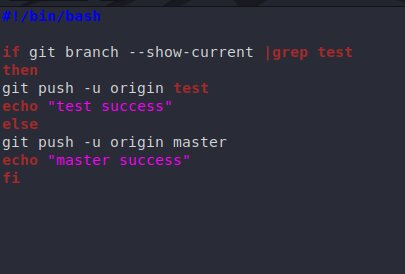 #!/bin/bash
if git branch --show-current |grep test
then
git push -u origin test
echo "test success"
else
git push -u origin master
echo "master success"
fi